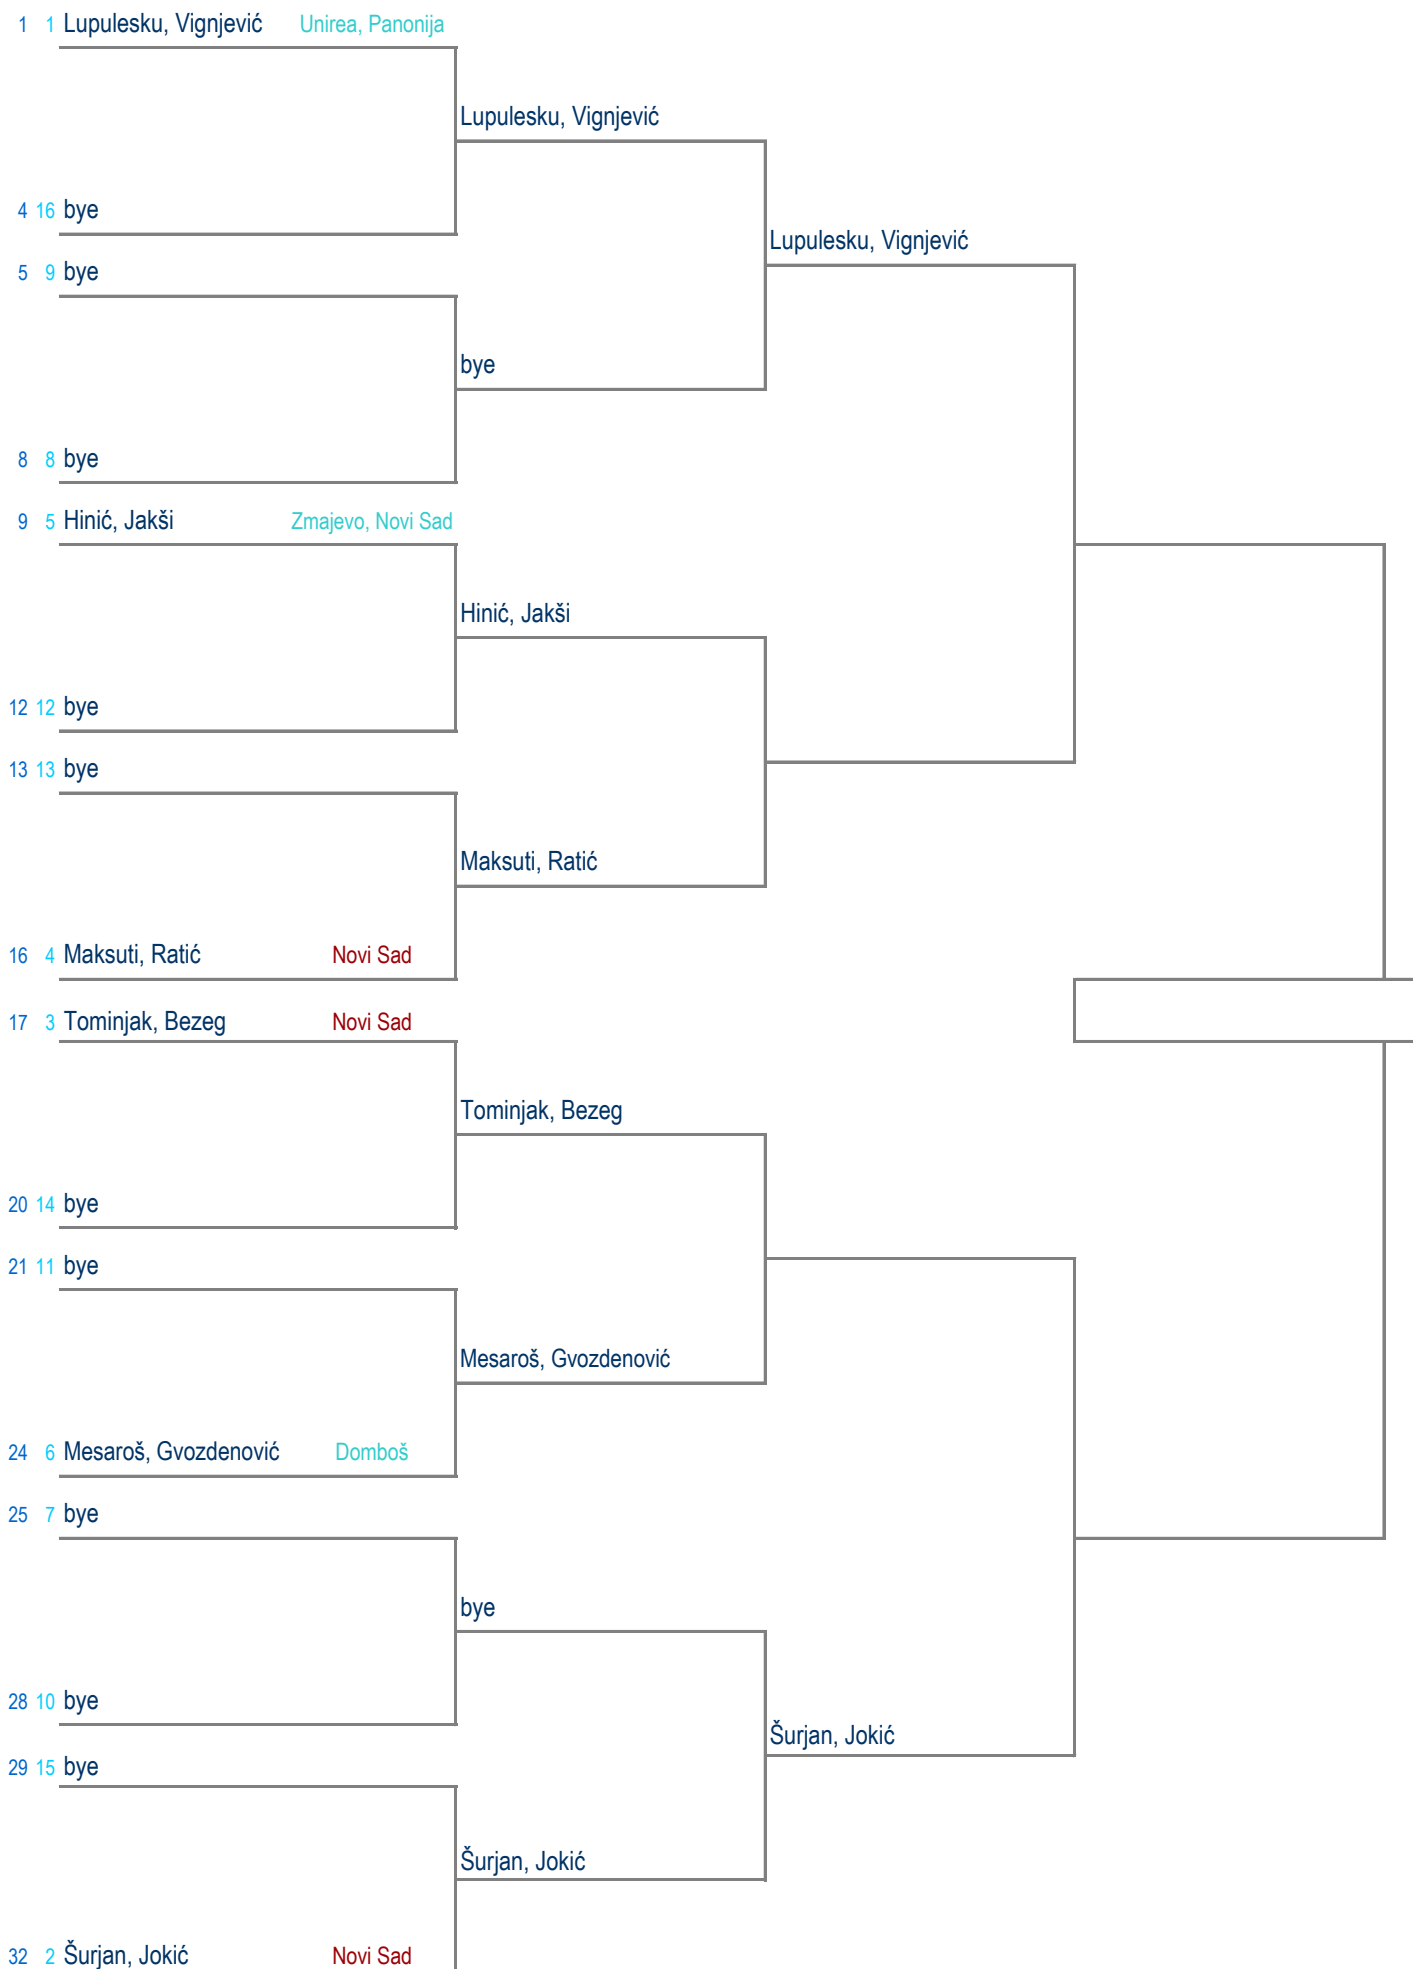 1 1 Lupulesku, Vignjević Unirea, Panonija
Lupulesku, Vignjević
4 16 bye
Lupulesku, Vignjević
5 9 bye
bye
8 8 bye
9 5 Hinić, Jakši Zmajevo, Novi Sad
Hinić, Jakši
12 12 bye
13 13 bye
Maksuti, Ratić
16 4 Maksuti, Ratić Novi Sad
17 3 Tominjak, Bezeg Novi Sad
Tominjak, Bezeg
20 14 bye
21 11 bye
Mesaroš, Gvozdenović
24 6 Mesaroš, Gvozdenović Domboš
25 7 bye
bye
28 10 bye
Šurjan, Jokić
29 15 bye
Šurjan, Jokić
32 2 Šurjan, Jokić Novi Sad